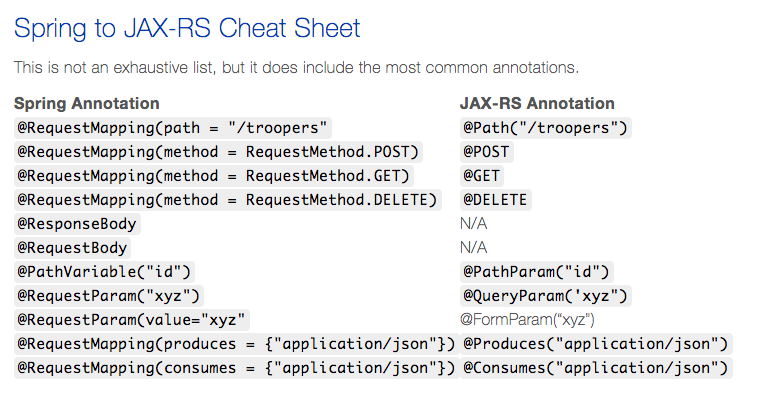 Spring to JAX-RS Cheat Sheet
This is not an exhaustive list, but it does include the most common annotations.
Spring Annotation JAX-RS Annotation
@RequestMapping(path = "/troopers" @Path("/troopers")
@RequestMapping(method = RequestMethod.POST) @POST
@RequestMapping(method = RequestMethod.GET) @GET
@RequestMapping(method = RequestMethod.DELETE) @DELETE
@ResponseBody N/A
@RequestBody N/A
@PathVariable("id") @PathParam("id")
@RequestParam("xyz") @QueryParam('xyz")
@RequestParam(value="xyz" @FormParam(“xyz”)
@RequestMapping(produces = {"application/json"}) @Produces("application/json")
@RequestMapping(consumes = {"application/json"}) @Consumes("application/json")